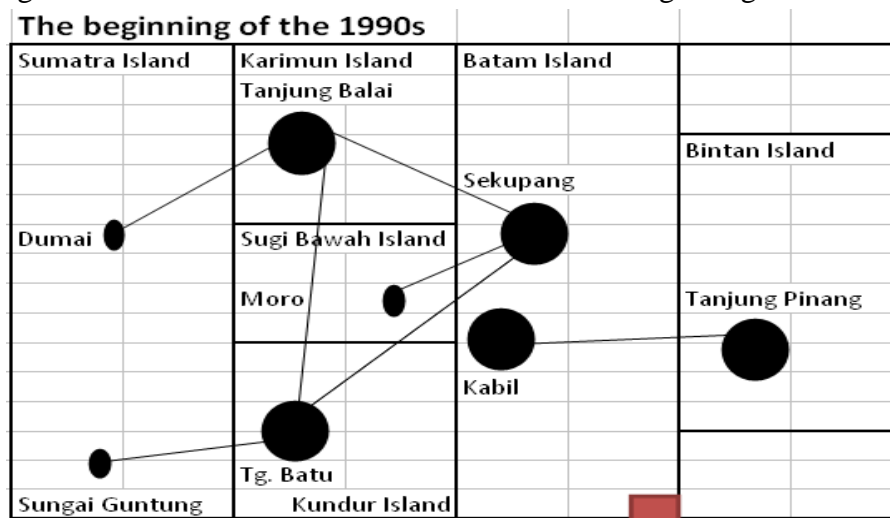 The beginning of the 1990s
Sumatra Island
Karimun Island
Batam Island
Tanjung Balai
Bintan Island
Sekupang
Dumai
Sugi Bawah Island
Moro
Tanjung Pinang
Kabil
Tg. Batu
Sungai Guntung
Kundur Island